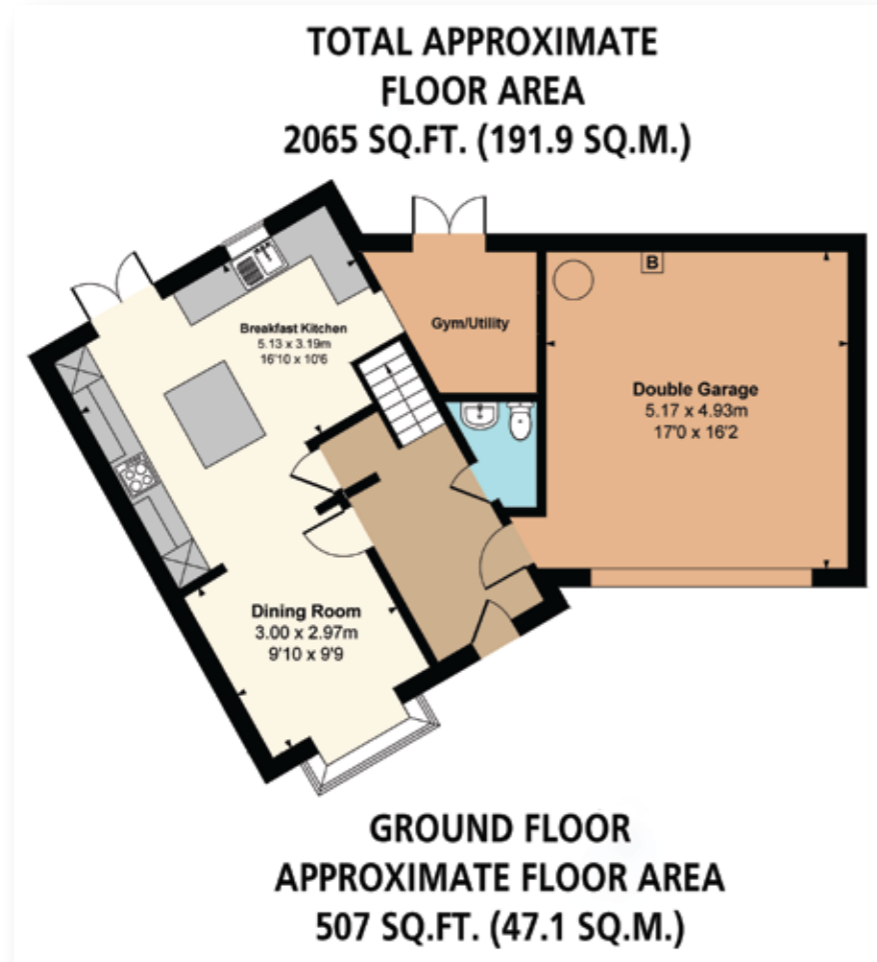 TOTAL APPROXIMATE
FLOOR AREA
2065 SQ.FT. (191.9 SQ.M.)
Breakfast Kitchen
5.13 x 3.19m
16'10 x 10'6
Gym/Utility
B
Double Garage
5.17 x 4.93m
17'0 x 16'2
Dining Room
3.00 x 2.97m
9'10 x 9'9
GROUND FLOOR
APPROXIMATE FLOOR AREA
507 SQ.FT. (47.1 SQ.M.)